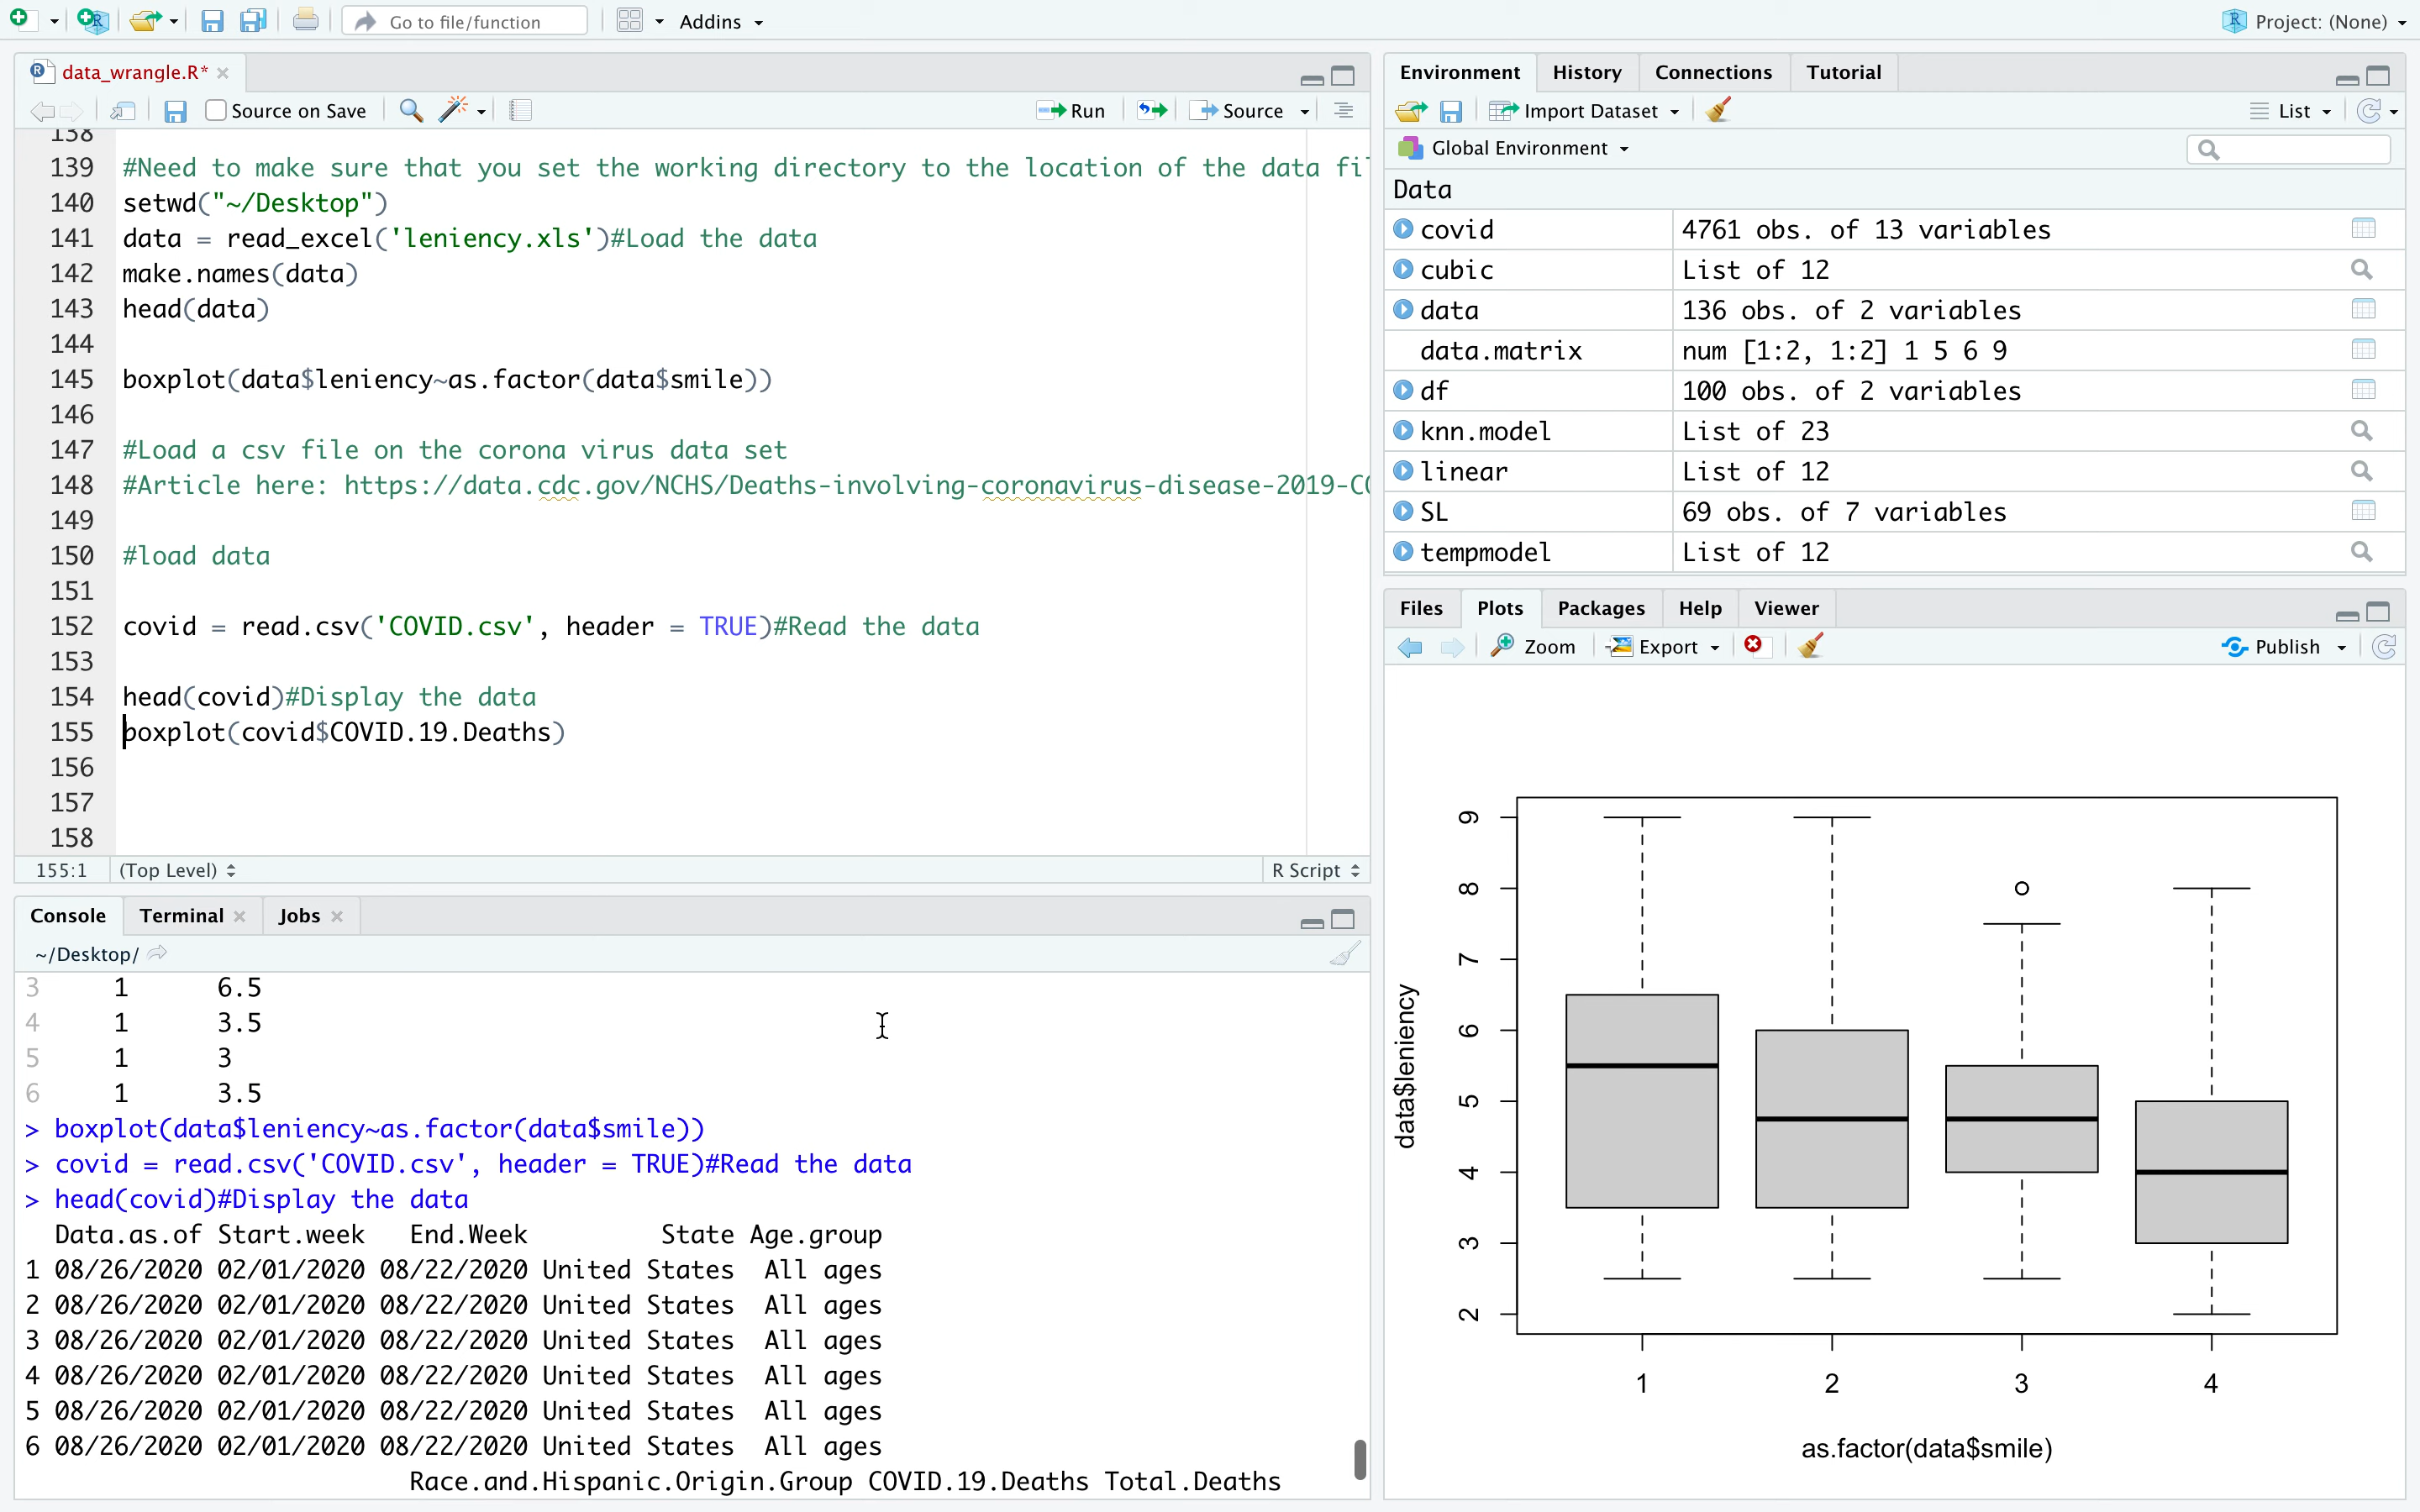 Go to file/function
Addins
Project: (None)
data_wrangle.R*
Source on Save
Run
Source
138
139 #Need to make sure that you set the working directory to the location of the data fi
140 setwd("~/Desktop")
141 data = read_excel('leniency.xls')#Load the data
142 make.names(data)
143 head(data)
144
145 boxplot(data$leniency~as.factor(data$smile))
146
147 #Load a csv file on the corona virus data set
148 #Article here: https://data.cdc.gov/NCHS/Deaths-involving-coronavirus-disease-2019-C
149
150 #load data
151
152 covid = read.csv('COVID.csv', header = TRUE)#Read the data
153
154 head(covid)#Display the data
155 boxplot(covid$COVID.19.Deaths)
156
157
158
155:1 (Top Level) R Script
Console Terminal Jobs
~/Desktop/
3 1 6.5
4 1 3.5
5 1 3
6 1 3.5
> boxplot(data$leniency~as.factor(data$smile))
> covid = read.csv('COVID.csv', header = TRUE)#Read the data
> head(covid)#Display the data
Data.as.of Start.week End.Week State Age.group
1 08/26/2020 02/01/2020 08/22/2020 United States All ages
2 08/26/2020 02/01/2020 08/22/2020 United States All ages
3 08/26/2020 02/01/2020 08/22/2020 United States All ages
4 08/26/2020 02/01/2020 08/22/2020 United States All ages
5 08/26/2020 02/01/2020 08/22/2020 United States All ages
6 08/26/2020 02/01/2020 08/22/2020 United States All ages
Race.and.Hispanic.Origin.Group COVID.19.Deaths Total.Deaths
Environment History Connections Tutorial
Import Dataset List
Global Environment
Data
covid 4761 obs. of 13 variables
cubic List of 12
data 136 obs. of 2 variables
data.matrix num [1:2, 1:2] 1 5 6 9
df 100 obs. of 2 variables
knn.model List of 23
linear List of 12
SL 69 obs. of 7 variables
tempmodel List of 12
Files Plots Packages Help Viewer
Zoom Export Publish
data$leniency
9
8
7
6
5
4
3
2
1 2 3 4
as.factor(data$smile)